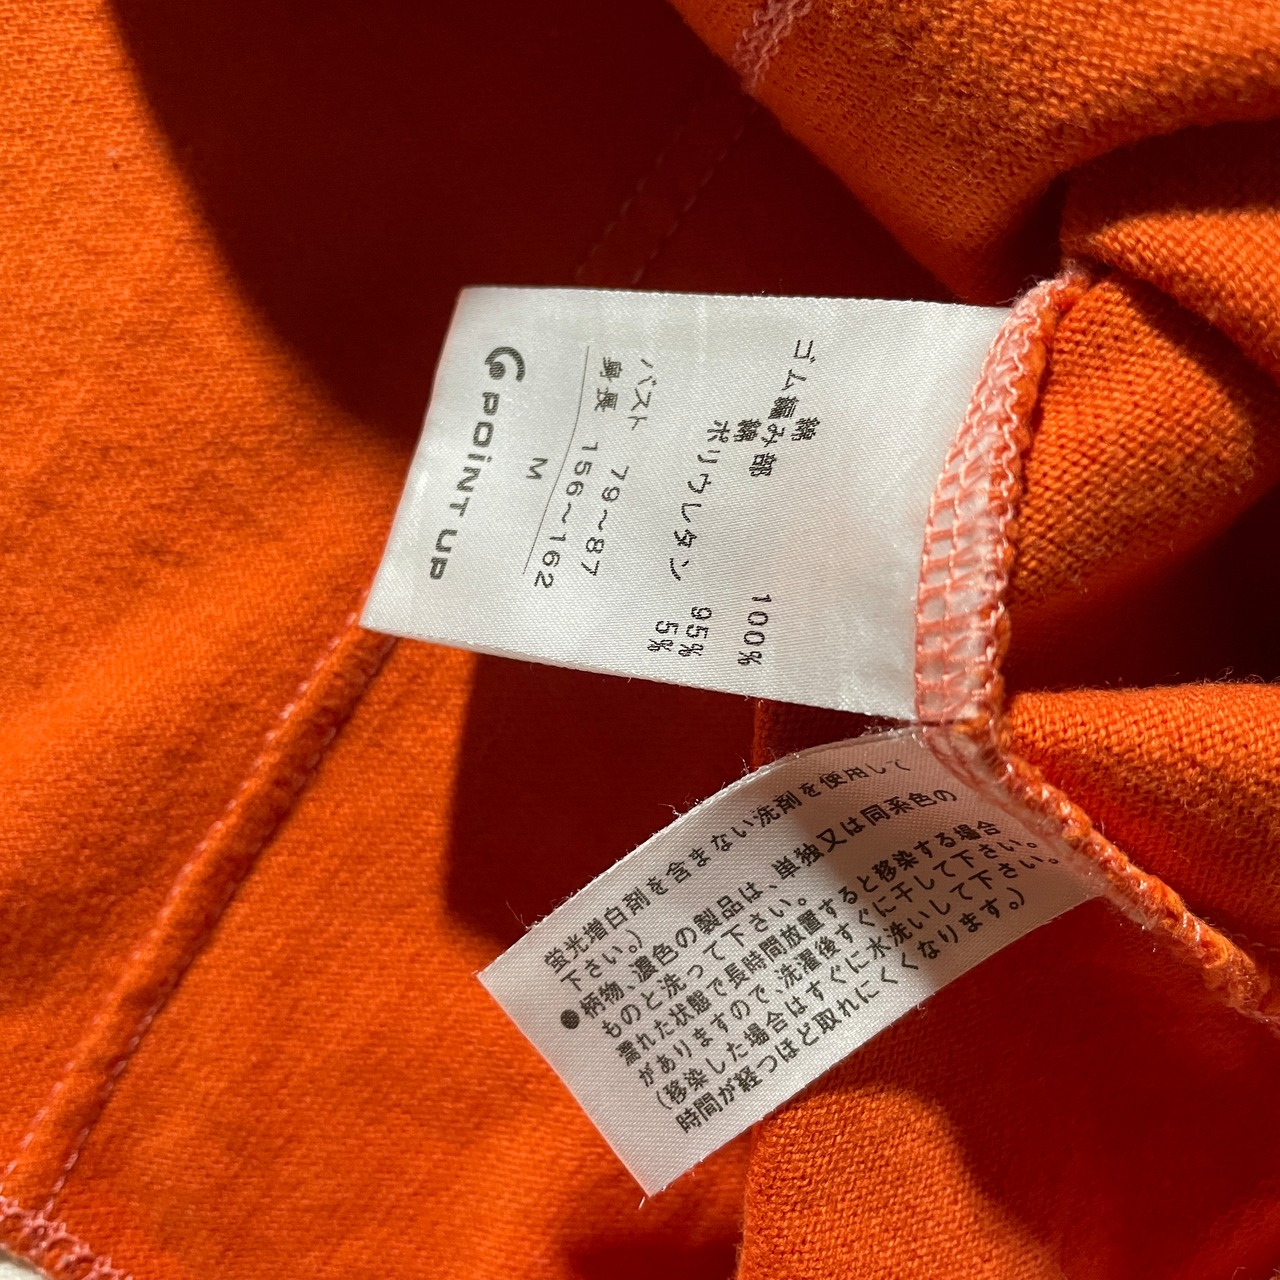 綿 100%
ゴム編み部
綿 95%
ポリウレタン 5%
バスト 79〜87
身長 156〜162
M
POINT UP
蛍光増白剤を含まない洗剤を使用して
下さい。)
●柄物、濃色の製品は、単独又は同系色の
ものと洗って下さい。
濡れた状態で長時間放置すると移染する場合
がありますので、洗濯後すぐに干して下さい。
(移染した場合はすぐに水洗いして下さい。
時間が経つほど取れにくくなります。)